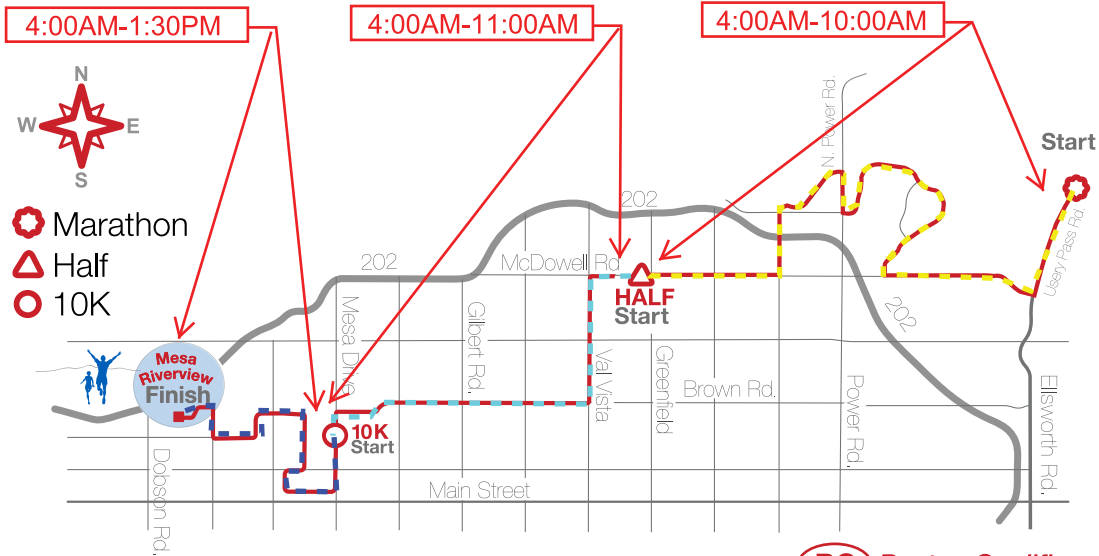 4:00AM-1:30PM
4:00AM-11:00AM
4:00AM-10:00AM
N
W
E
S
Marathon
Half
10K
Start
N. Power Rd.
Usery Pass Rd.
202
202
202
McDowell Rd
HALF
Start
Mesa Drive
Gilbert Rd.
Val Vista
Greenfield
Brown Rd.
Power Rd.
Ellsworth Rd.
Mesa
Riverview
Finish
10K
Start
Dobson Rd.
Main Street